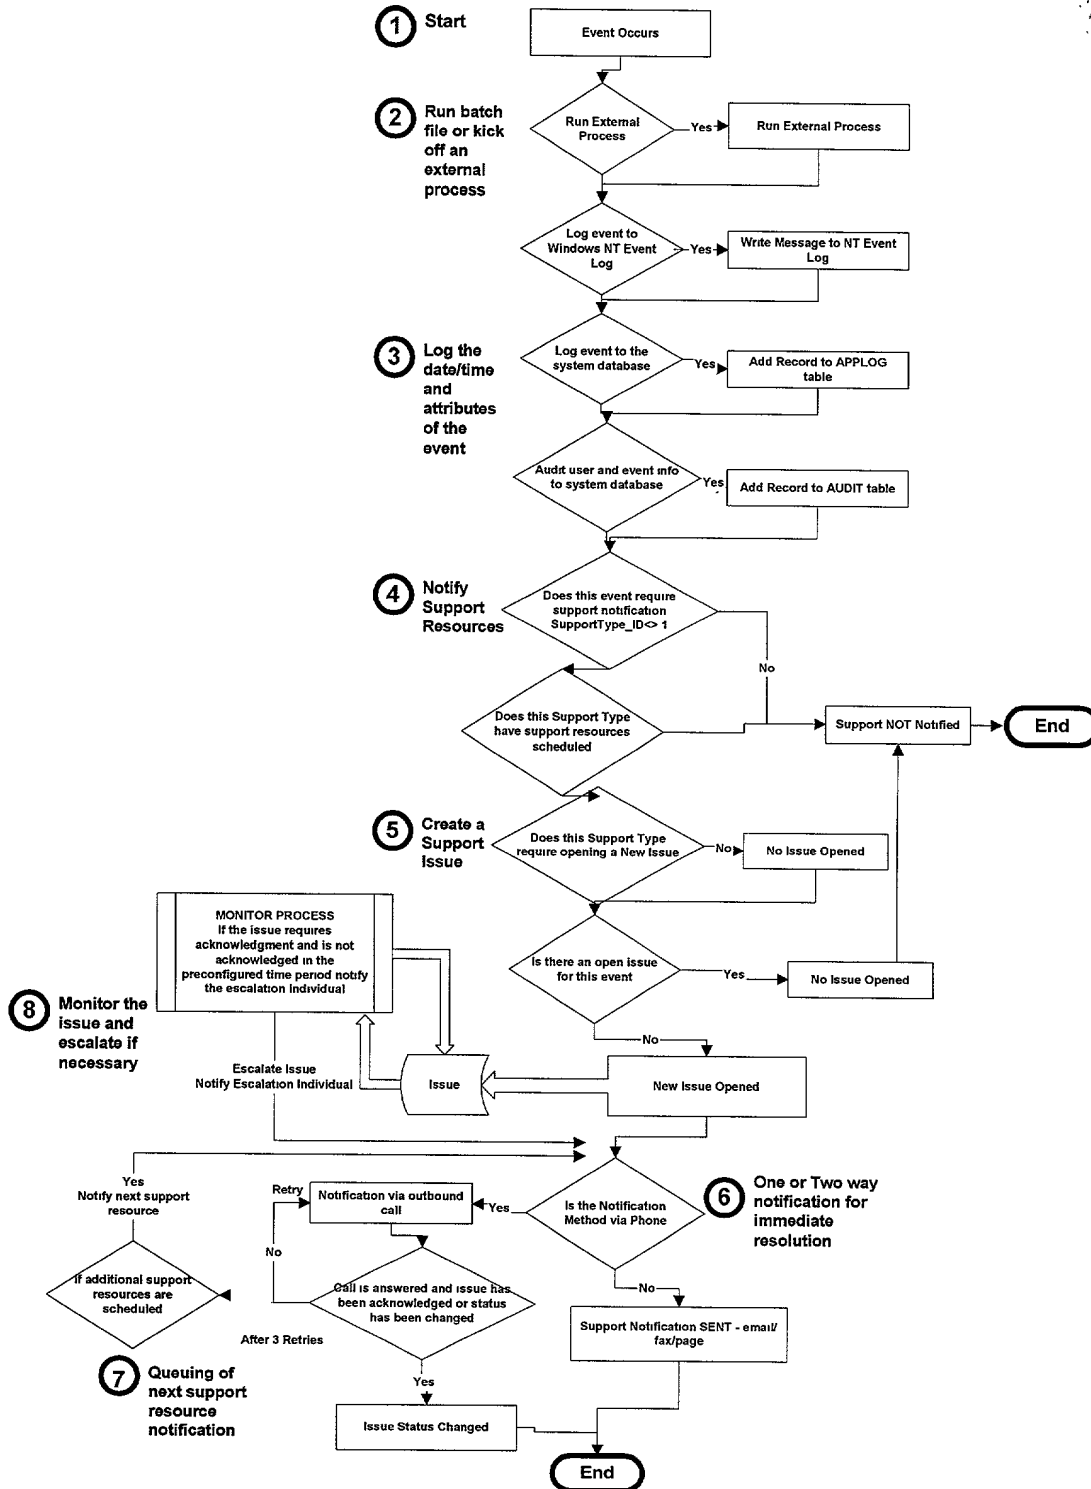 1 Start
Event Occurs
2 Run batch
file or kick
off an
external
process
Run External
Process
Yes
Run External Process
Log event to
Windows NT Event
Log
Yes
Write Message to NT Event
Log
3 Log the
date/time
and
attributes
of the
event
Log event to the
system database
Yes
Add Record to APPLOG
table
Audit user and event info
to system database
Yes
Add Record to AUDIT table
4 Notify
Support
Resources
Does this event require
support notification
SupportType_ID<> 1
No
Does this Support Type
have support resources
scheduled
Support NOT Notified
End
5 Create a
Support
Issue
Does this Support Type
require opening a New Issue
No
No Issue Opened
MONITOR PROCESS
If the issue requires
acknowledgment and is not
acknowledged in the
preconfigured time period notify
the escalation individual
Is there an open issue
for this event
Yes
No Issue Opened
8 Monitor the
issue and
escalate if
necessary
No
Escalate Issue
Notify Escalation Individual
Issue
New Issue Opened
Yes
Notify next support
resource
Retry
Notification via outbound
call
Yes
Is the Notification
Method via Phone
6 One or Two way
notification for
immediate
resolution
No
If additional support
resources are
scheduled
Call is answered and issue has
been acknowledged or status
has been changed
No
After 3 Retries
Support Notification SENT - email/
fax/page
7 Queuing of
next support
resource
notification
Yes
Issue Status Changed
End